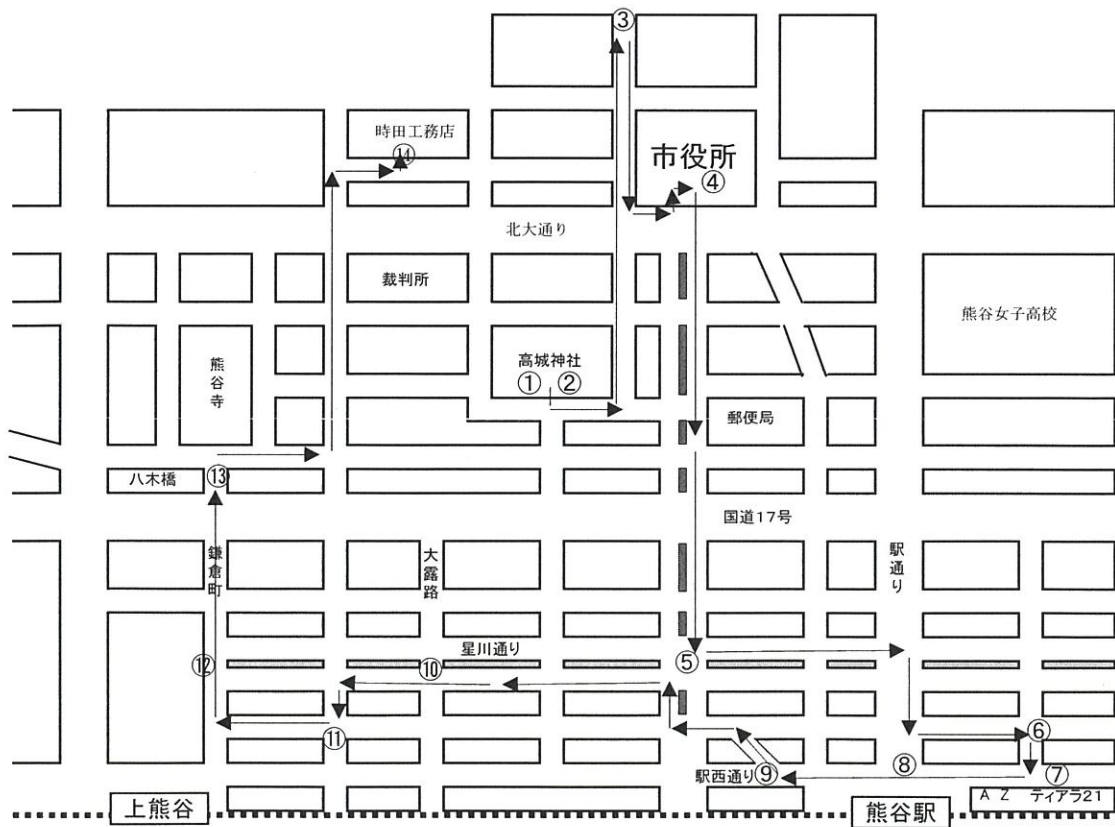 ③
時田工務店
⑭
市役所
④
北大通り
裁判所
熊谷女子高校
高城神社
① ②
熊谷寺
郵便局
八木橋
⑬
国道17号
鎌倉町
大露路
駅通り
星川通り
⑫
⑩
⑤
⑪
⑥
駅西通り
⑨
⑧
⑦
上熊谷
熊谷駅
A Z ティアラ21